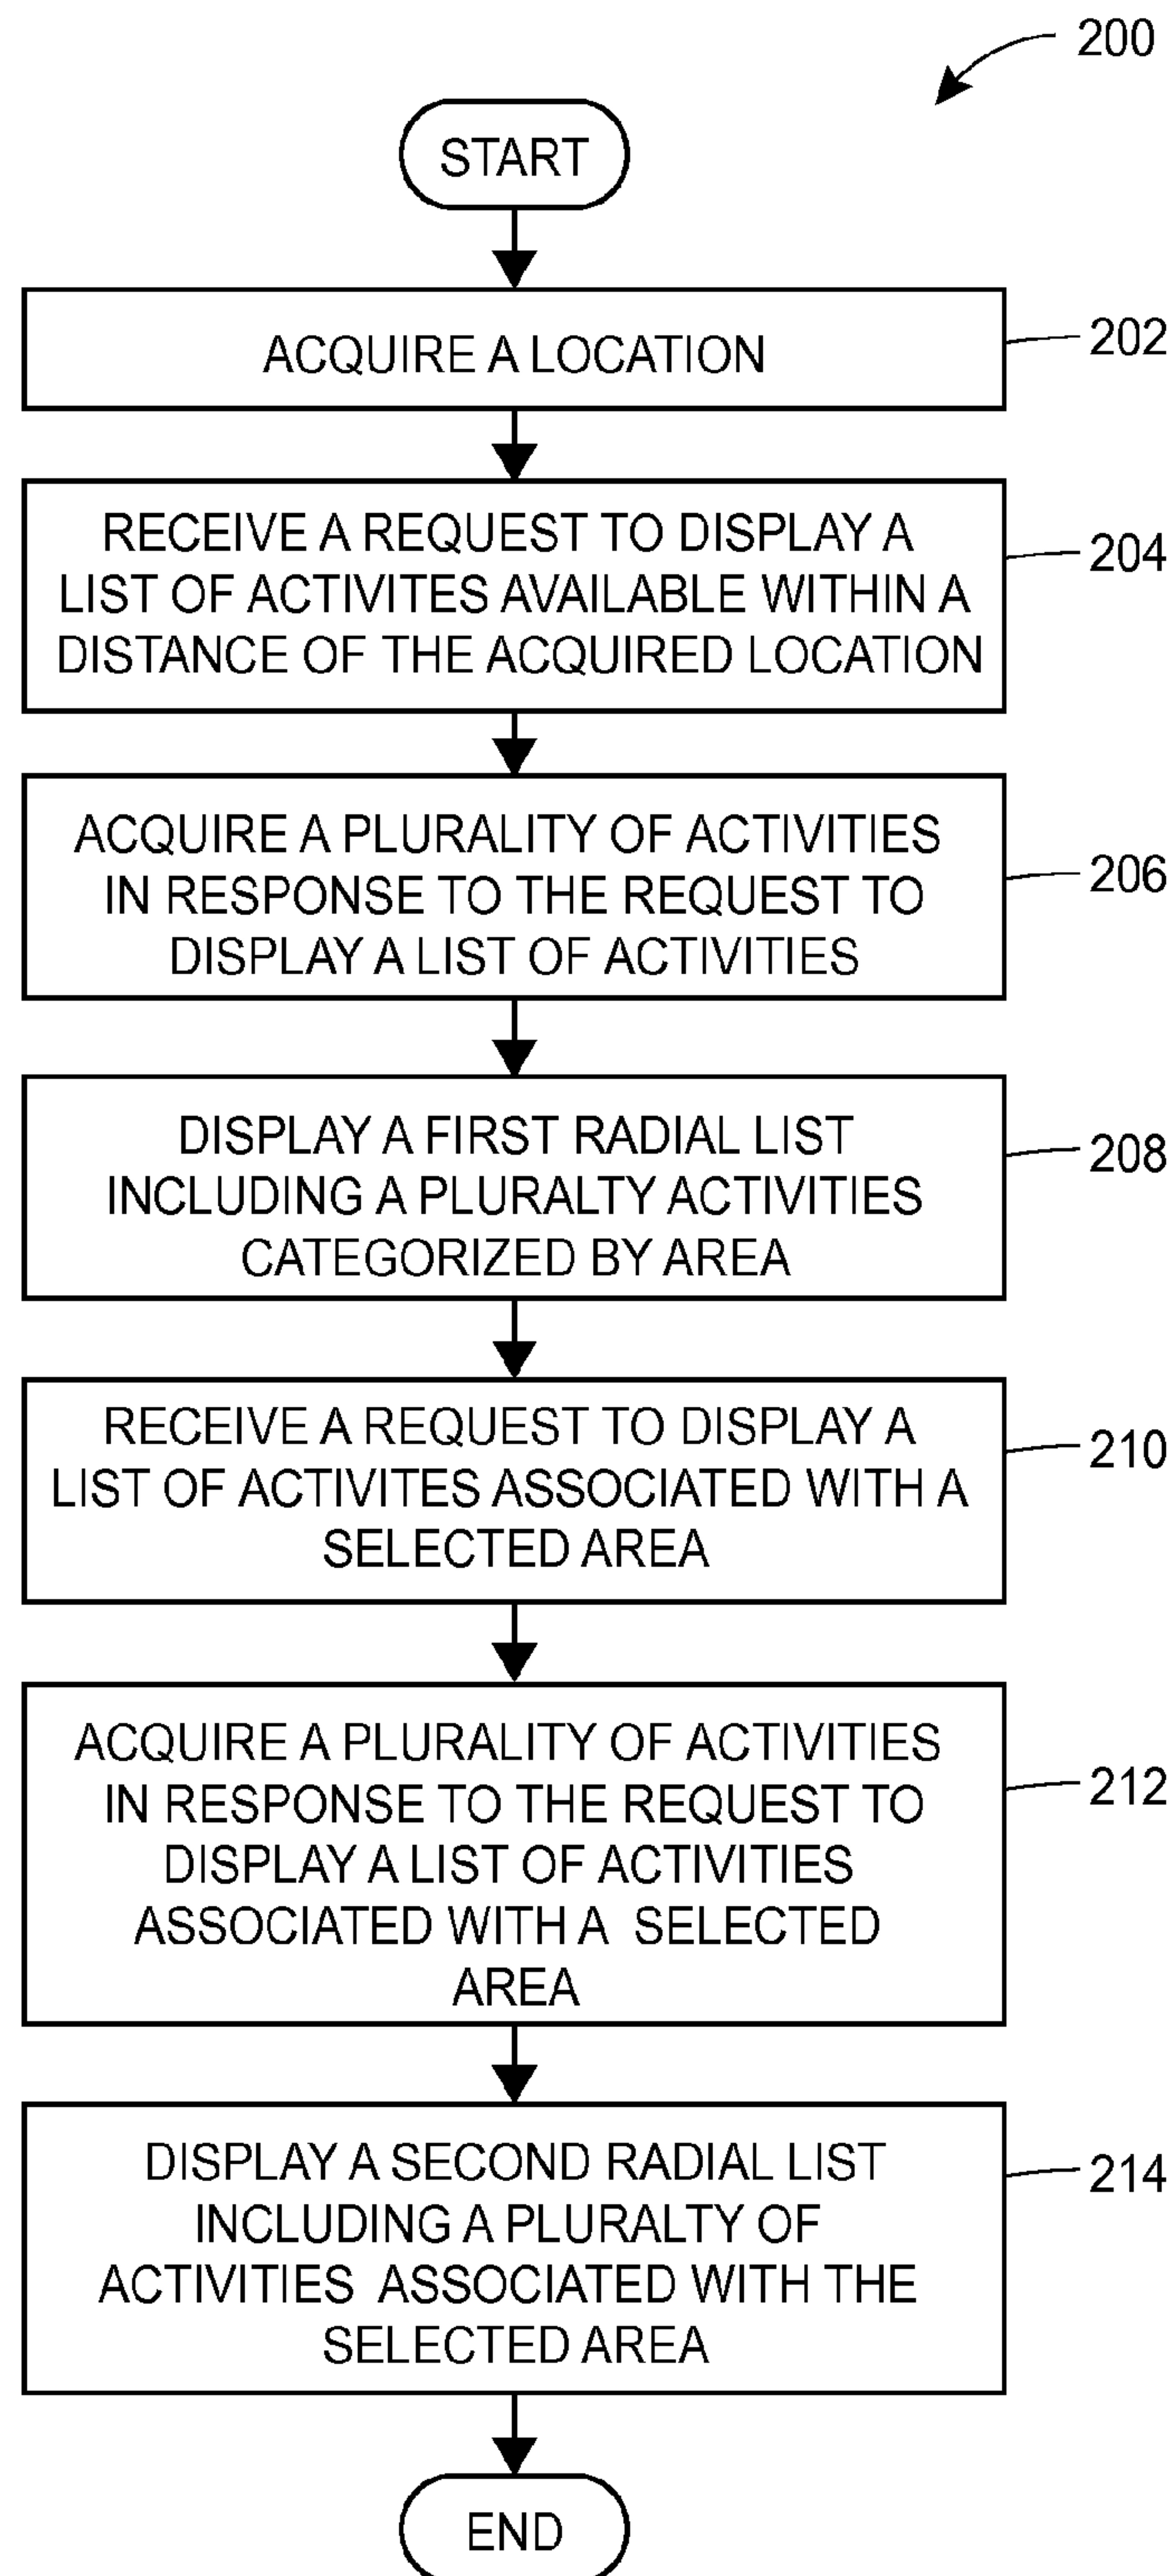 200
START
ACQUIRE A LOCATION
202
RECEIVE A REQUEST TO DISPLAY A
LIST OF ACTIVITES AVAILABLE WITHIN A
DISTANCE OF THE ACQUIRED LOCATION
204
ACQUIRE A PLURALITY OF ACTIVITIES
IN RESPONSE TO THE REQUEST TO
DISPLAY A LIST OF ACTIVITIES
206
DISPLAY A FIRST RADIAL LIST
INCLUDING A PLURALTY ACTIVITIES
CATEGORIZED BY AREA
208
RECEIVE A REQUEST TO DISPLAY A
LIST OF ACTIVITES ASSOCIATED WITH A
SELECTED AREA
210
ACQUIRE A PLURALITY OF ACTIVITIES
IN RESPONSE TO THE REQUEST TO
DISPLAY A LIST OF ACTIVITIES
ASSOCIATED WITH A SELECTED
AREA
212
DISPLAY A SECOND RADIAL LIST
INCLUDING A PLURALTY OF
ACTIVITIES ASSOCIATED WITH THE
SELECTED AREA
214
END